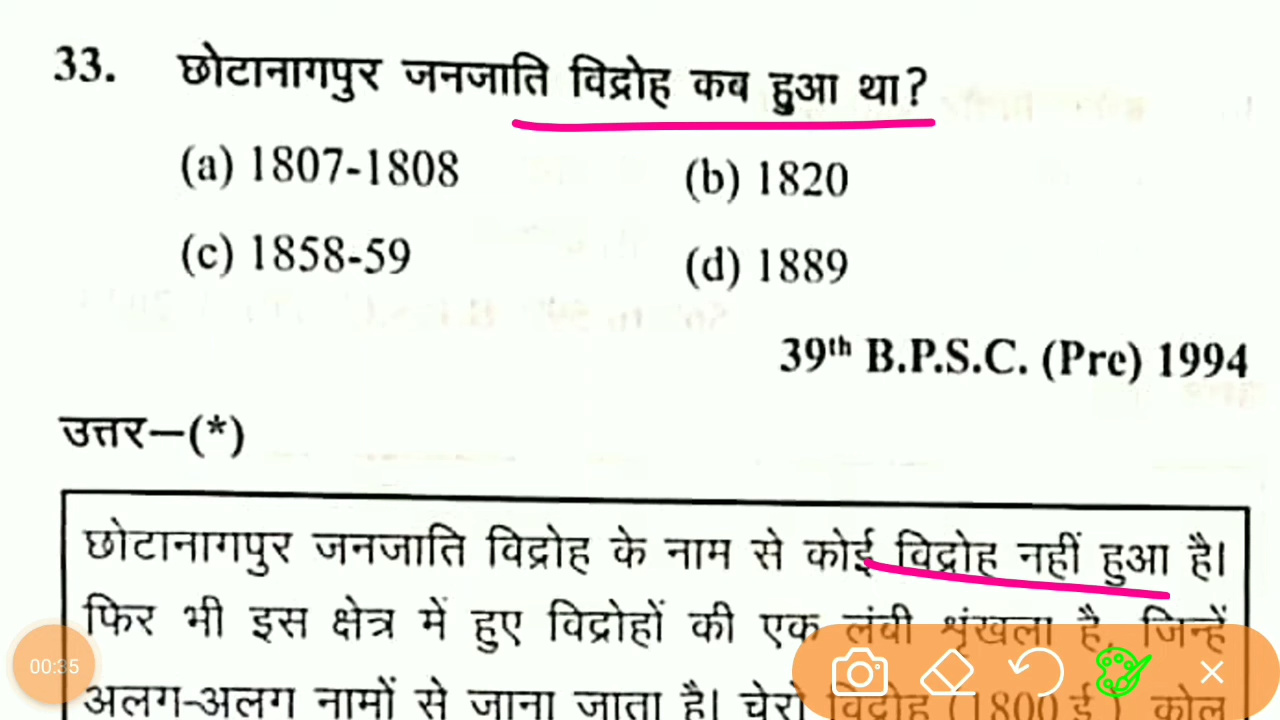 33. छोटानागपुर जनजाति विद्रोह कब हुआ था?
(a) 1807-1808 (b) 1820
(c) 1858-59 (d) 1889
39th B.P.S.C. (Pre) 1994
उत्तर–(*)
छोटानागपुर जनजाति विद्रोह के नाम से कोई विद्रोह नहीं हुआ है।
फिर भी इस क्षेत्र में हुए विद्रोहों की एक लंबी शृंखला है, जिन्हें
अलग-अलग नामों से जाना जाता है। चेरो विद्रोह (1800 ई.), कोल
00:35